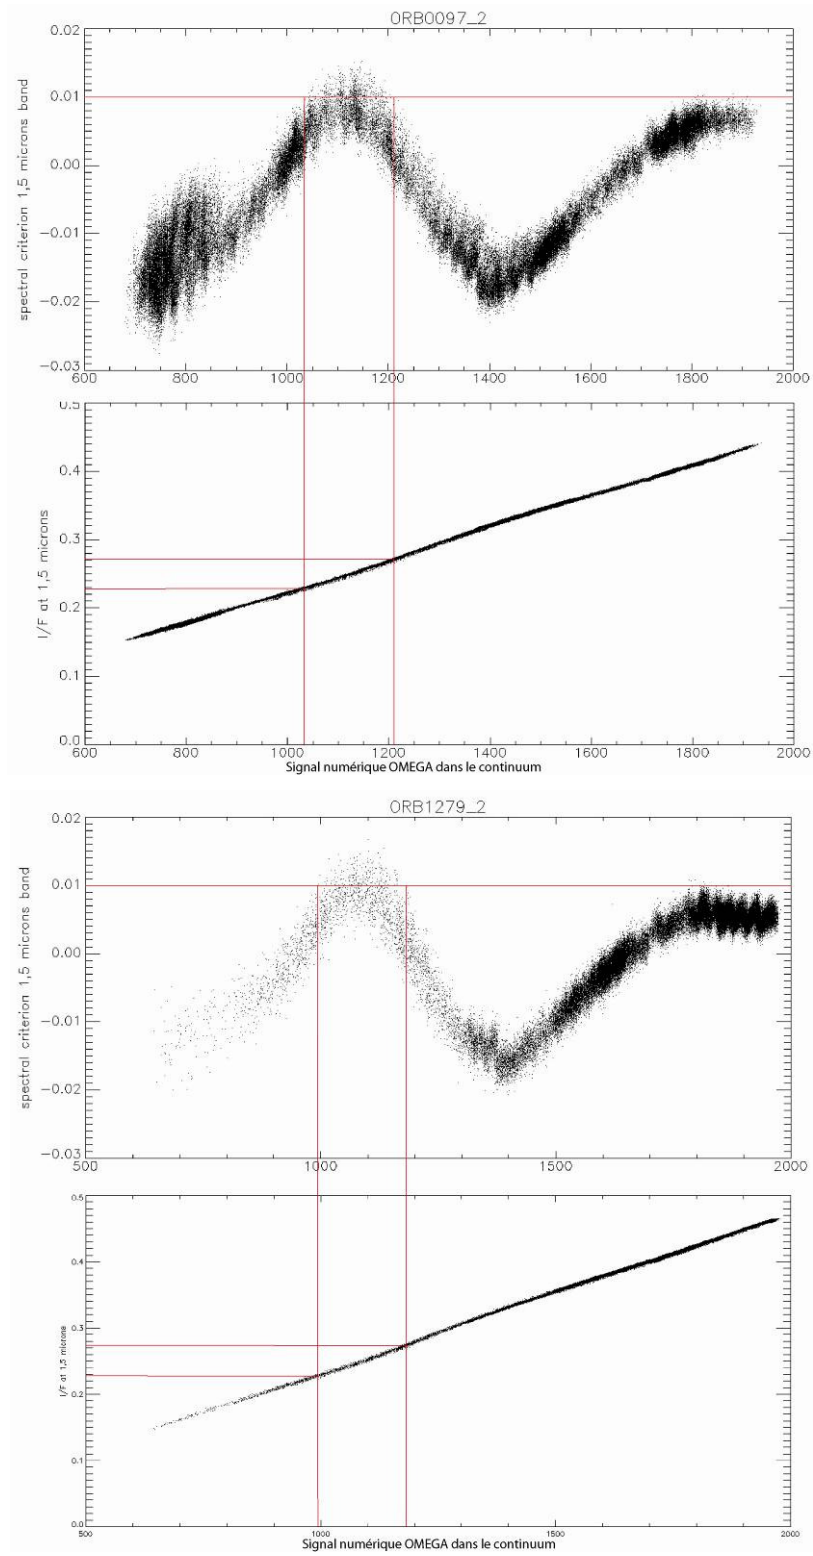 ORB0097_2
0.02
0.01
0.00
−0.01
−0.02
−0.03
spectral criterion 1,5 microns band
600 800 1000 1200 1400 1600 1800 2000
0.5
0.4
0.3
0.2
0.1
0.0
I/F at 1,5 microns
600 800 1000 1200 1400 1600 1800 2000
Signal numérique OMEGA dans le continuum
ORB1279_2
0.02
0.01
0.00
−0.01
−0.02
−0.03
spectral criterion 1,5 microns band
500 1000 1500 2000
0.5
0.4
0.3
0.2
0.1
0.0
I/F at 1,5 microns
500 1000 1500 2000
Signal numérique OMEGA dans le continuum